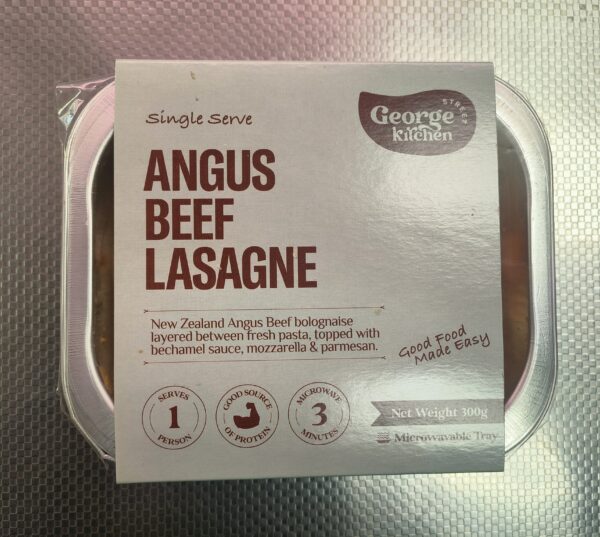 Single Serve
George
STREET
Kitchen
ANGUS
BEEF
LASAGNE
New Zealand Angus Beef bolognaise
layered between fresh pasta, topped with
bechamel sauce, mozzarella & parmesan.
Good Food
Made Easy
SERVES
1
PERSON
GOOD SOURCE
OF PROTEIN
MICROWAVE
3
MINUTES
Net Weight 300g
Microwavable Tray